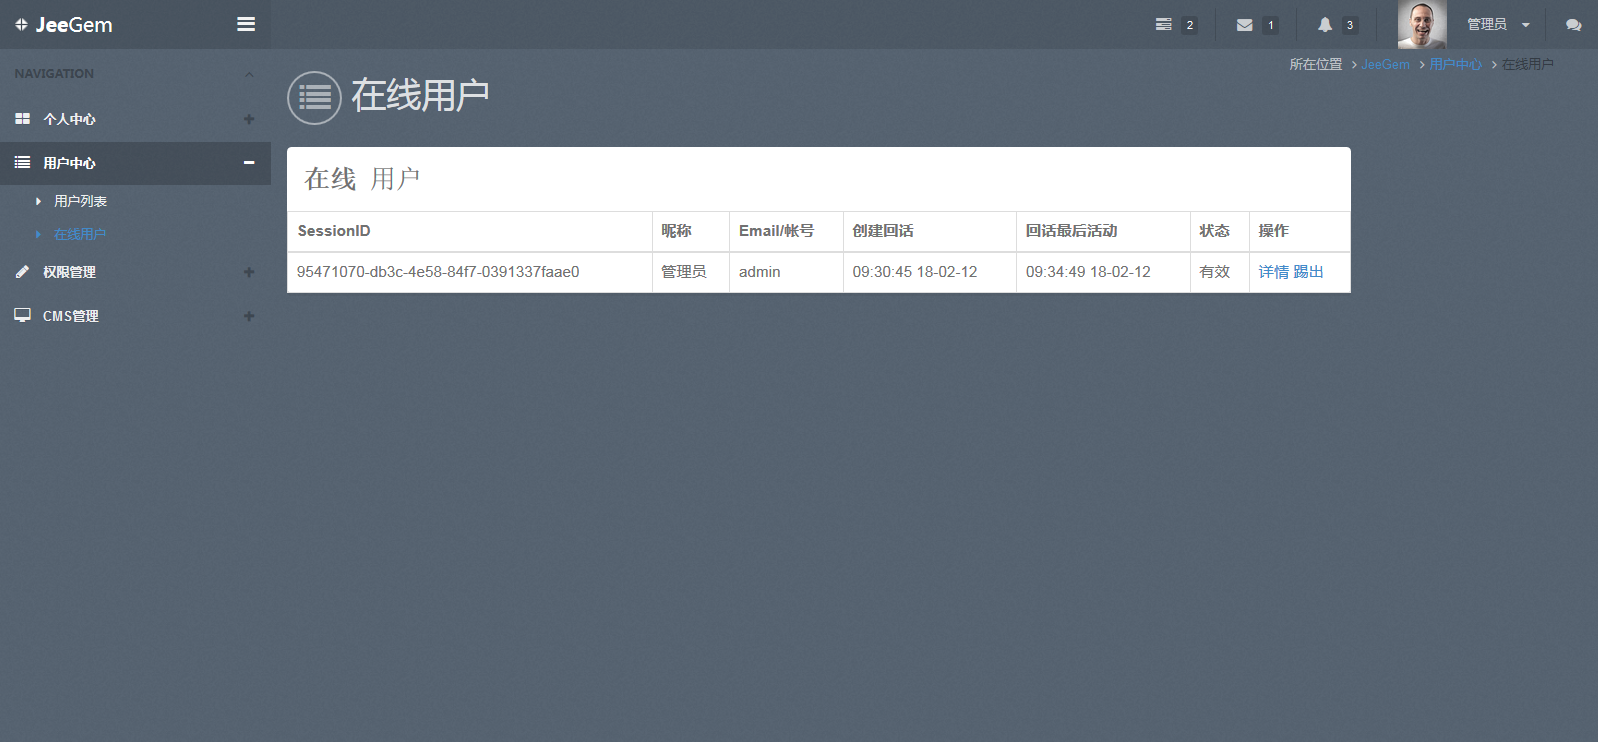 JeeGem
2
1
3
管理员
NAVIGATION
所在位置 JeeGem 用户中心 在线用户
在线用户
个人中心
用户中心
用户列表
在线用户
权限管理
CMS管理
在线 用户
SessionID 昵称 Email/帐号 创建回话 回话最后活动 状态 操作
95471070-db3c-4e58-84f7-0391337faae0 管理员 admin 09:30:45 18-02-12 09:34:49 18-02-12 有效 详情 踢出